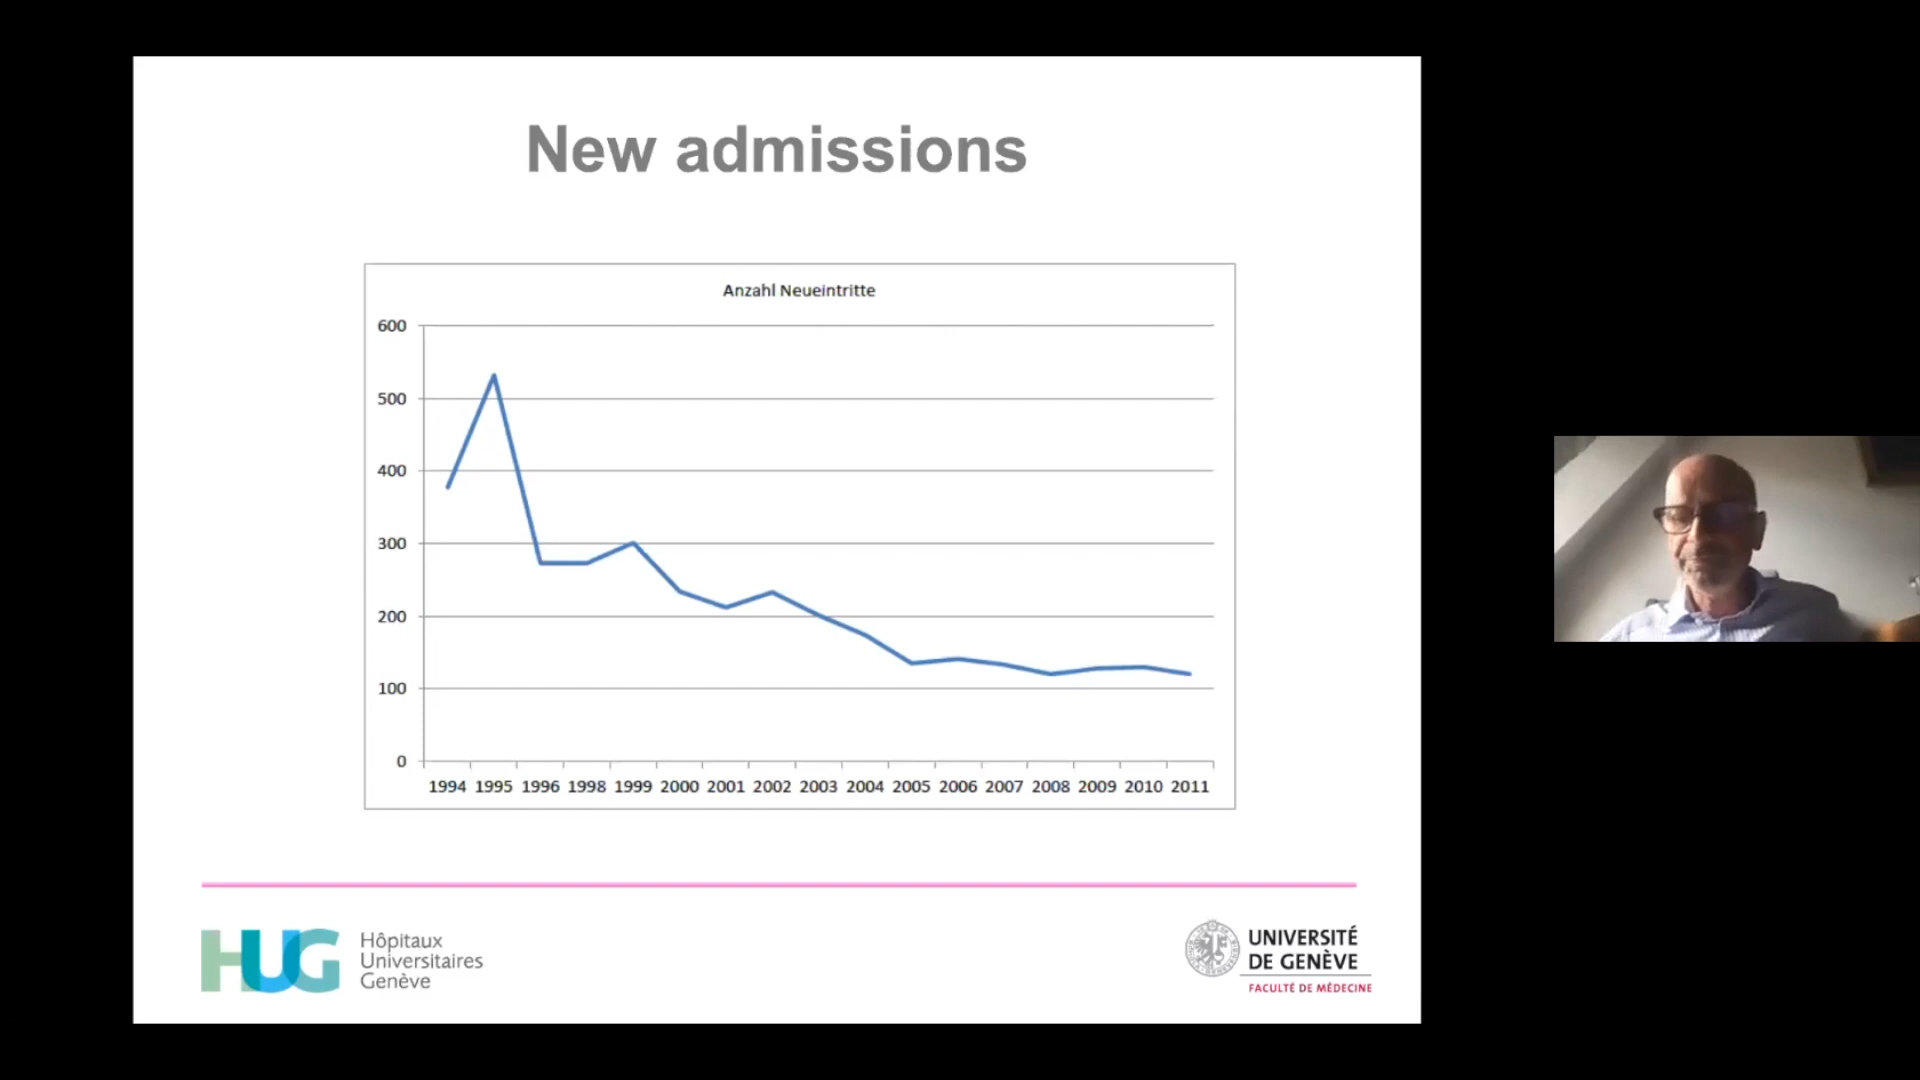 New admissions
Anzahl Neueintritte
600
500
400
300
200
100
0
1994 1995 1996 1998 1999 2000 2001 2002 2003 2004 2005 2006 2007 2008 2009 2010 2011
HUG
Hôpitaux
Universitaires
Genève
UNIVERSITÉ
DE GENÈVE
FACULTÉ DE MÉDECINE